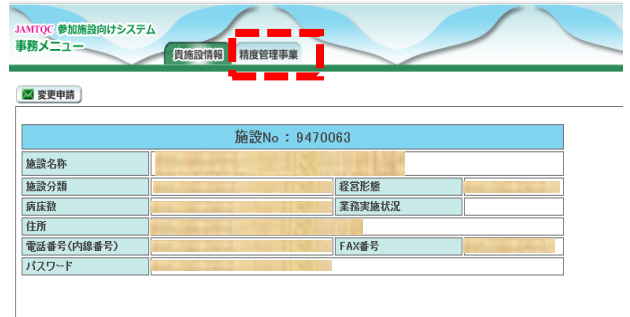 JAMTQC 参加施設向けシステム
事務メニュー
貴施設情報 精度管理事業
変更申請
施設No：9470063
施設名称
施設分類 経営形態
病床数 業務実施状況
住所
電話番号(内線番号) FAX番号
パスワード